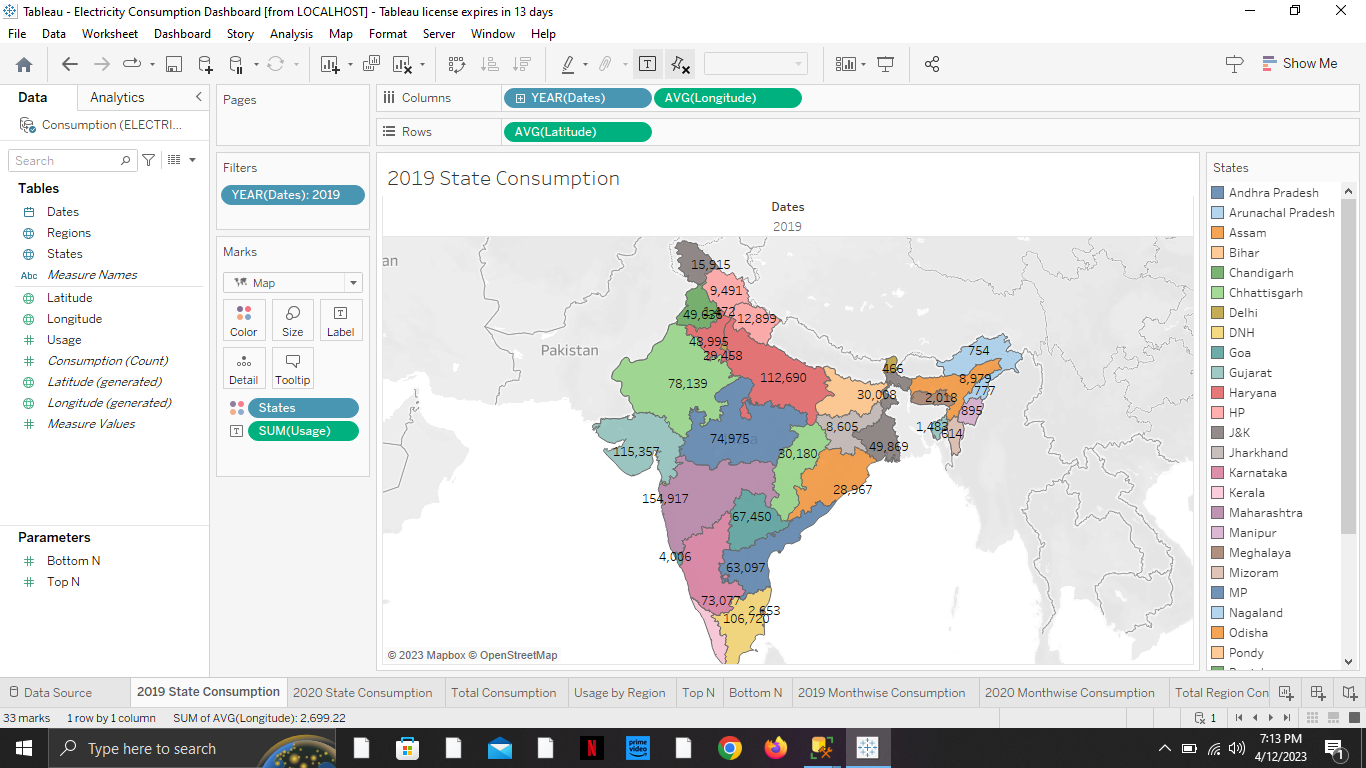 Tableau - Electricity Consumption Dashboard [from LOCALHOST] - Tableau license expires in 13 days
File Data Worksheet Dashboard Story Analysis Map Format Server Window Help
Show Me
Data Analytics
Consumption (ELECTRI...
Search
Tables
Dates
Regions
States
Abc Measure Names
Latitude
Longitude
Usage
Consumption (Count)
Latitude (generated)
Longitude (generated)
Measure Values
Parameters
Bottom N
Top N
Pages
Filters
YEAR(Dates): 2019
Marks
Map
Color Size Label
Detail Tooltip
States
SUM(Usage)
Columns YEAR(Dates) AVG(Longitude)
Rows AVG(Latitude)
2019 State Consumption
Dates
2019
an
15,915
9,491
12,899
48,995
29,458
Pakistan
78,139
112,690
466
754
8,979
777
2,018
895
30,008
8,605
1,483
614
49,869
74,975
30,180
115,357
28,967
154,917
67,450
4,006
63,097
73,077
2,653
106,720
© 2023 Mapbox © OpenStreetMap
States
Andhra Pradesh
Arunachal Pradesh
Assam
Bihar
Chandigarh
Chhattisgarh
Delhi
DNH
Goa
Gujarat
Haryana
HP
J&K
Jharkhand
Karnataka
Kerala
Maharashtra
Manipur
Meghalaya
Mizoram
MP
Nagaland
Odisha
Pondy
Data Source 2019 State Consumption 2020 State Consumption Total Consumption Usage by Region Top N Bottom N 2019 Monthwise Consumption 2020 Monthwise Consumption Total Region Con
33 marks 1 row by 1 column SUM of AVG(Longitude): 2,699.22 1
Type here to search
N
prime video
7:13 PM
4/12/2023
1